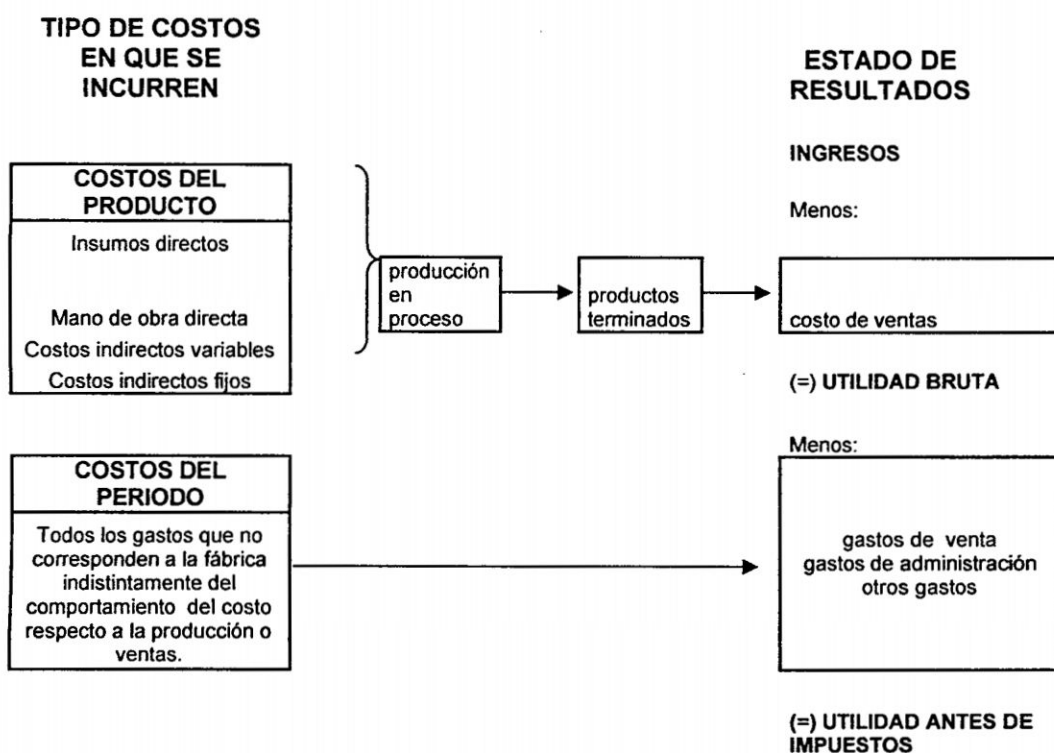 TIPO DE COSTOS
EN QUE SE
INCURREN
ESTADO DE
RESULTADOS
INGRESOS
Menos:
COSTOS DEL
PRODUCTO
Insumos directos
Mano de obra directa
Costos indirectos variables
Costos indirectos fijos
producción
en
proceso
productos
terminados
costo de ventas
(=) UTILIDAD BRUTA
Menos:
COSTOS DEL
PERIODO
Todos los gastos que no
corresponden a la fábrica
indistintamente del
comportamiento del costo
respecto a la producción o
ventas.
gastos de venta
gastos de administración
otros gastos
(=) UTILIDAD ANTES DE
IMPUESTOS